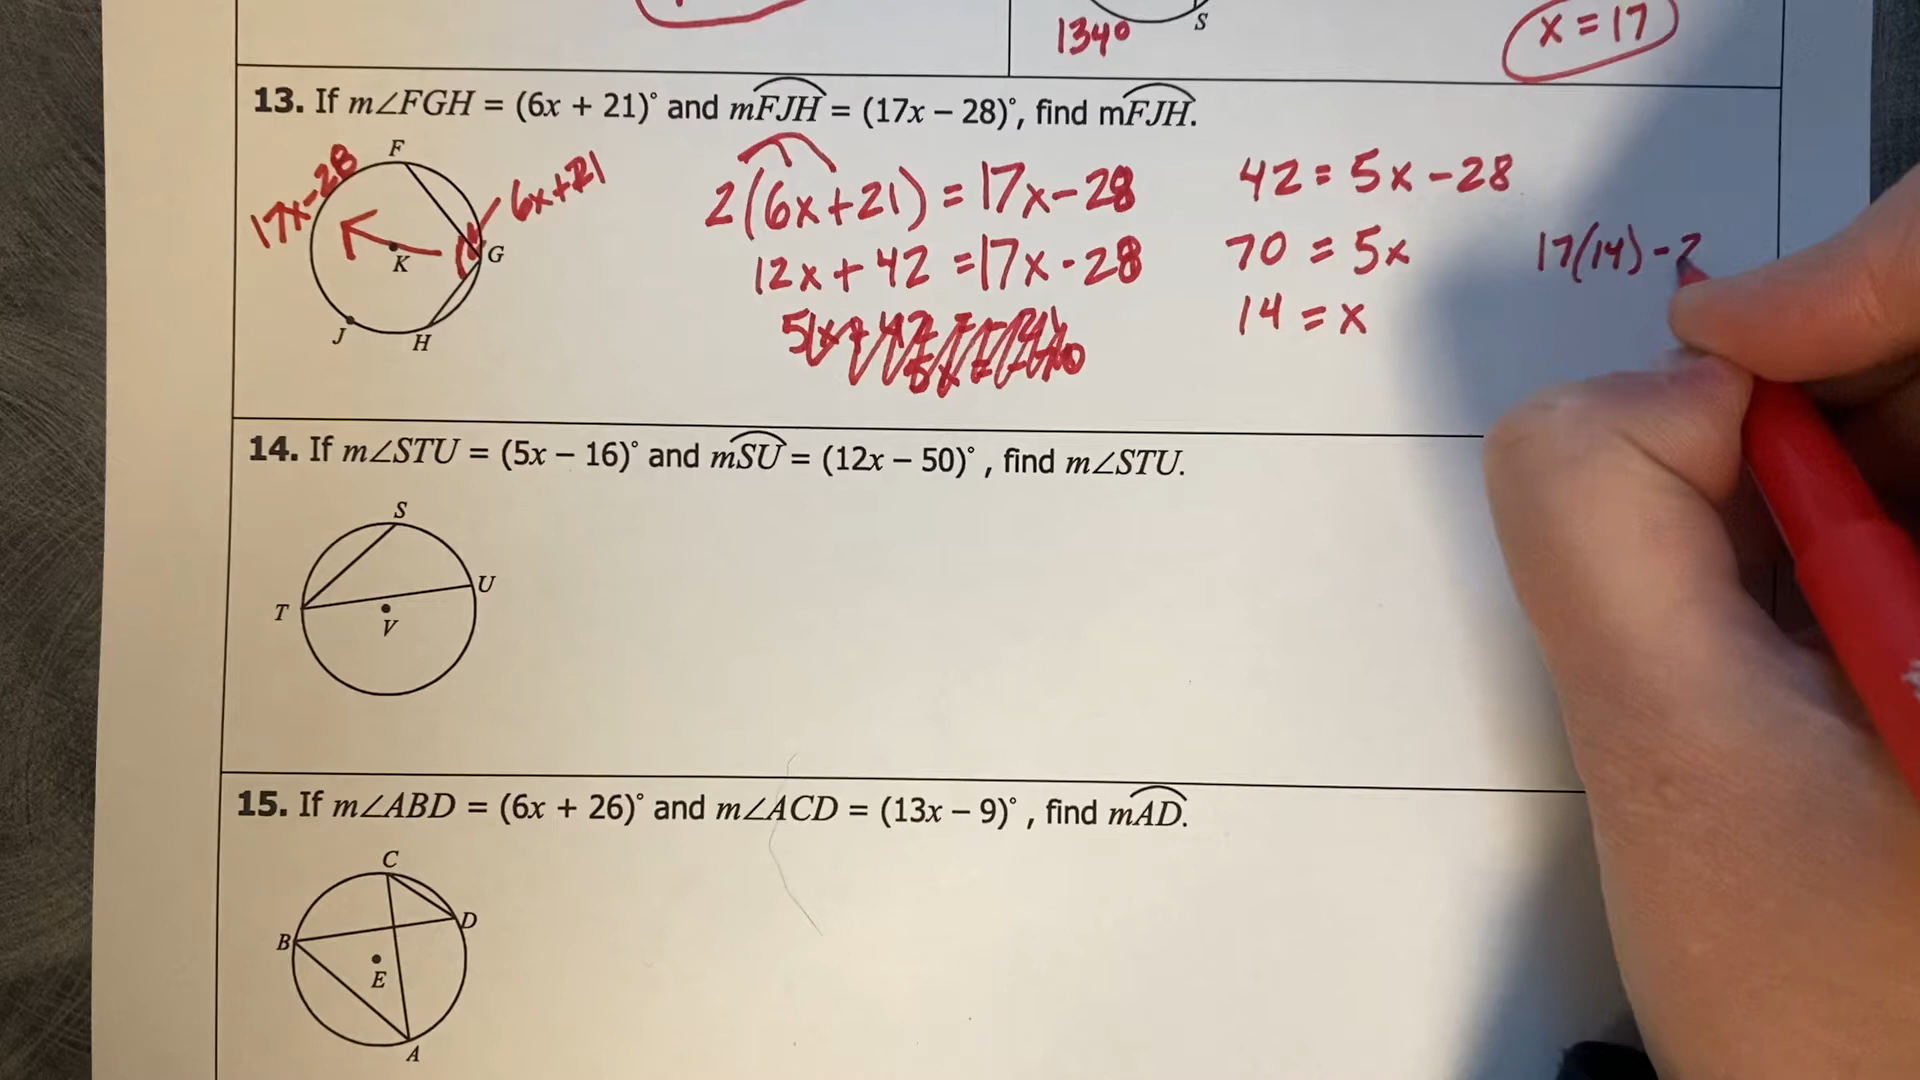 134°
S
x = 17
13. If m∠FGH = (6x + 21)° and mFJH = (17x – 28)°, find mFJH.
F
17x-28
6x+21
G
K
J
H
2(6x+21) = 17x-28
12x + 42 = 17x - 28
42 = 5x - 28
70 = 5x
14 = x
17(14) - 2
14. If m∠STU = (5x – 16)° and mSU = (12x – 50)° , find m∠STU.
S
U
T
V
15. If m∠ABD = (6x + 26)° and m∠ACD = (13x – 9)° , find mAD.
C
D
B
E
A